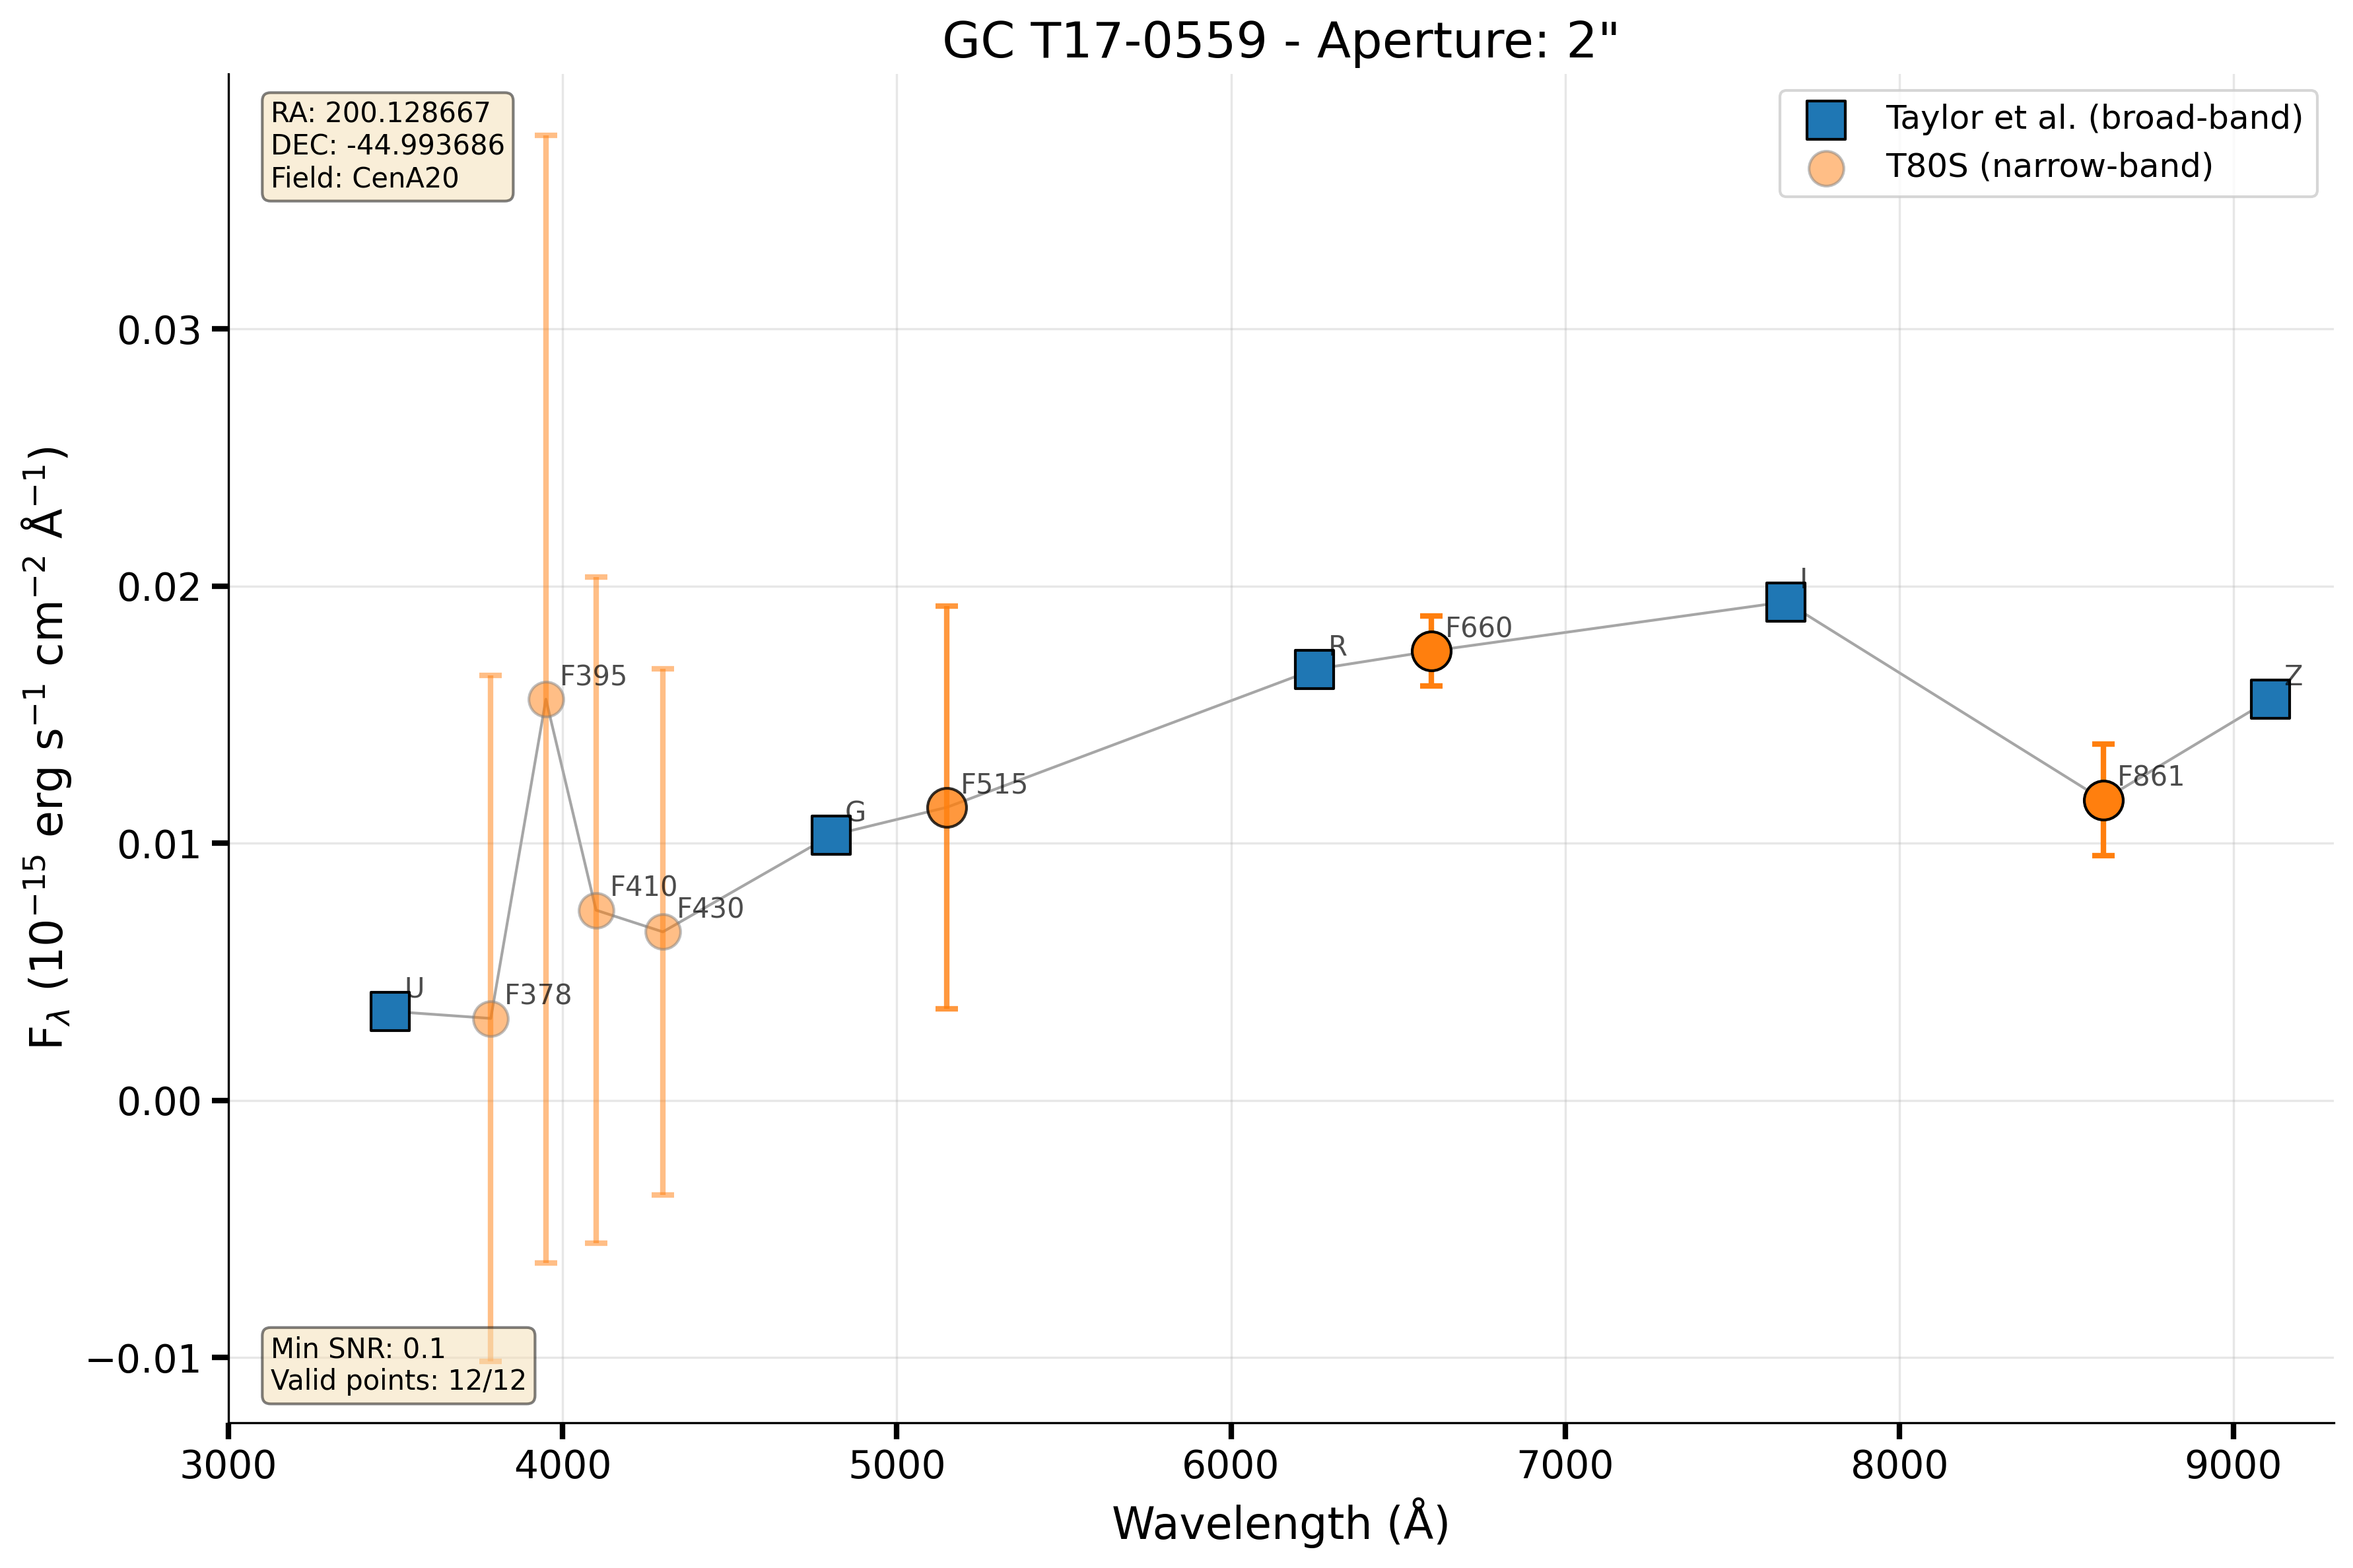 GC T17-0559 - Aperture: 2"
RA: 200.128667
DEC: -44.993686
Field: CenA20
Taylor et al. (broad-band)
T80S (narrow-band)
F_λ (10⁻¹⁵ erg s⁻¹ cm⁻² Å⁻¹)
0.03
0.02
0.01
0.00
−0.01
U
F378
F395
F410
F430
G
F515
R
F660
I
F861
Z
Min SNR: 0.1
Valid points: 12/12
3000 4000 5000 6000 7000 8000 9000
Wavelength (Å)